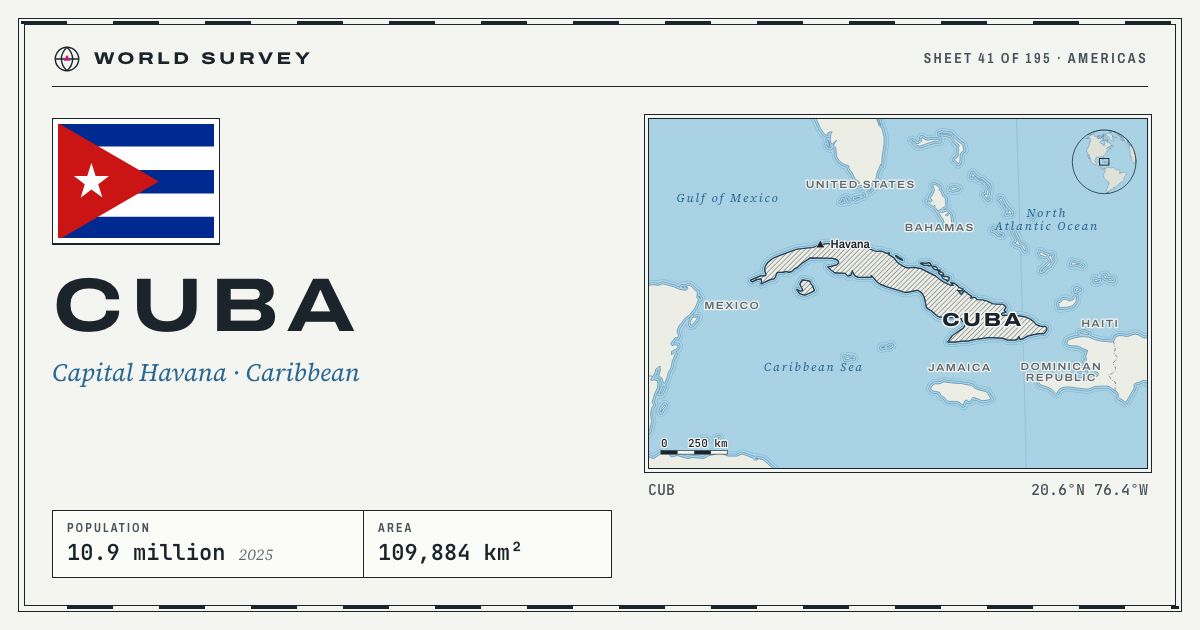 WORLD SURVEY
SHEET 41 OF 195 · AMERICAS
CUBA
Capital Havana · Caribbean
POPULATION
10.9 million 2025
AREA
109,884 km²
UNITED STATES
Gulf of Mexico
North
Atlantic Ocean
BAHAMAS
Havana
MEXICO
CUBA
HAITI
Caribbean Sea
JAMAICA
DOMINICAN
REPUBLIC
0 250 km
CUB
20.6°N 76.4°W